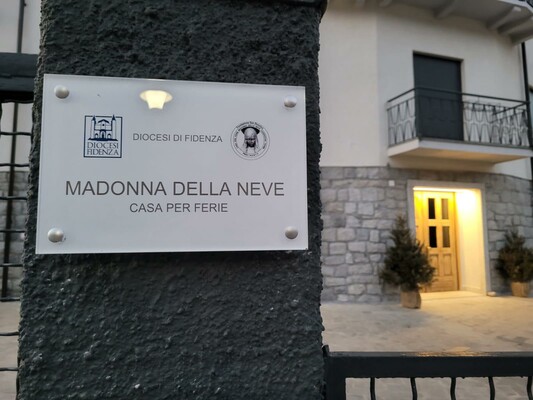 DIOCESI
FIDENZA
DIOCESI DI FIDENZA
MADONNA DELLA NEVE
CASA PER FERIE